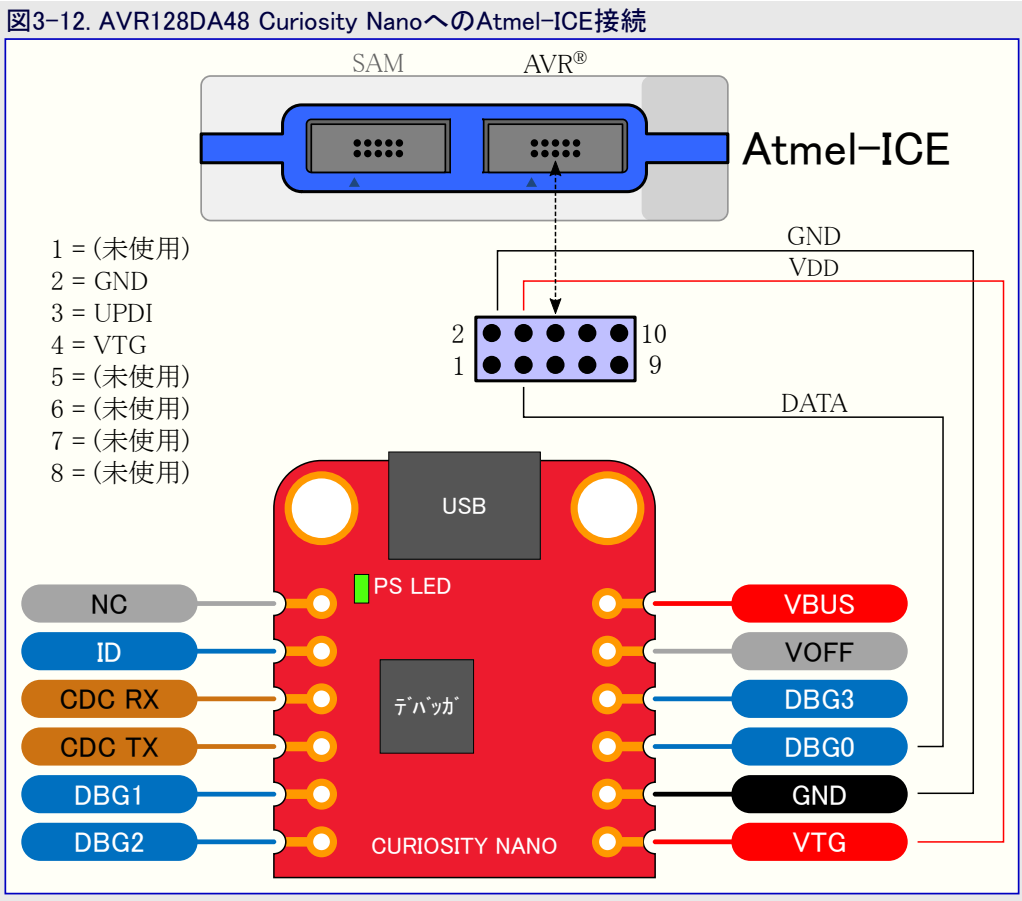 図3-12. AVR128DA48 Curiosity NanoへのAtmel-ICE接続
SAM
AVR®
Atmel-ICE
1 = (未使用)
2 = GND
3 = UPDI
4 = VTG
5 = (未使用)
6 = (未使用)
7 = (未使用)
8 = (未使用)
GND
VDD
2
10
1
9
DATA
USB
PS LED
NC
ID
CDC RX
CDC TX
DBG1
DBG2
ﾃﾞﾊﾞｯｶﾞ
VBUS
VOFF
DBG3
DBG0
GND
VTG
CURIOSITY NANO